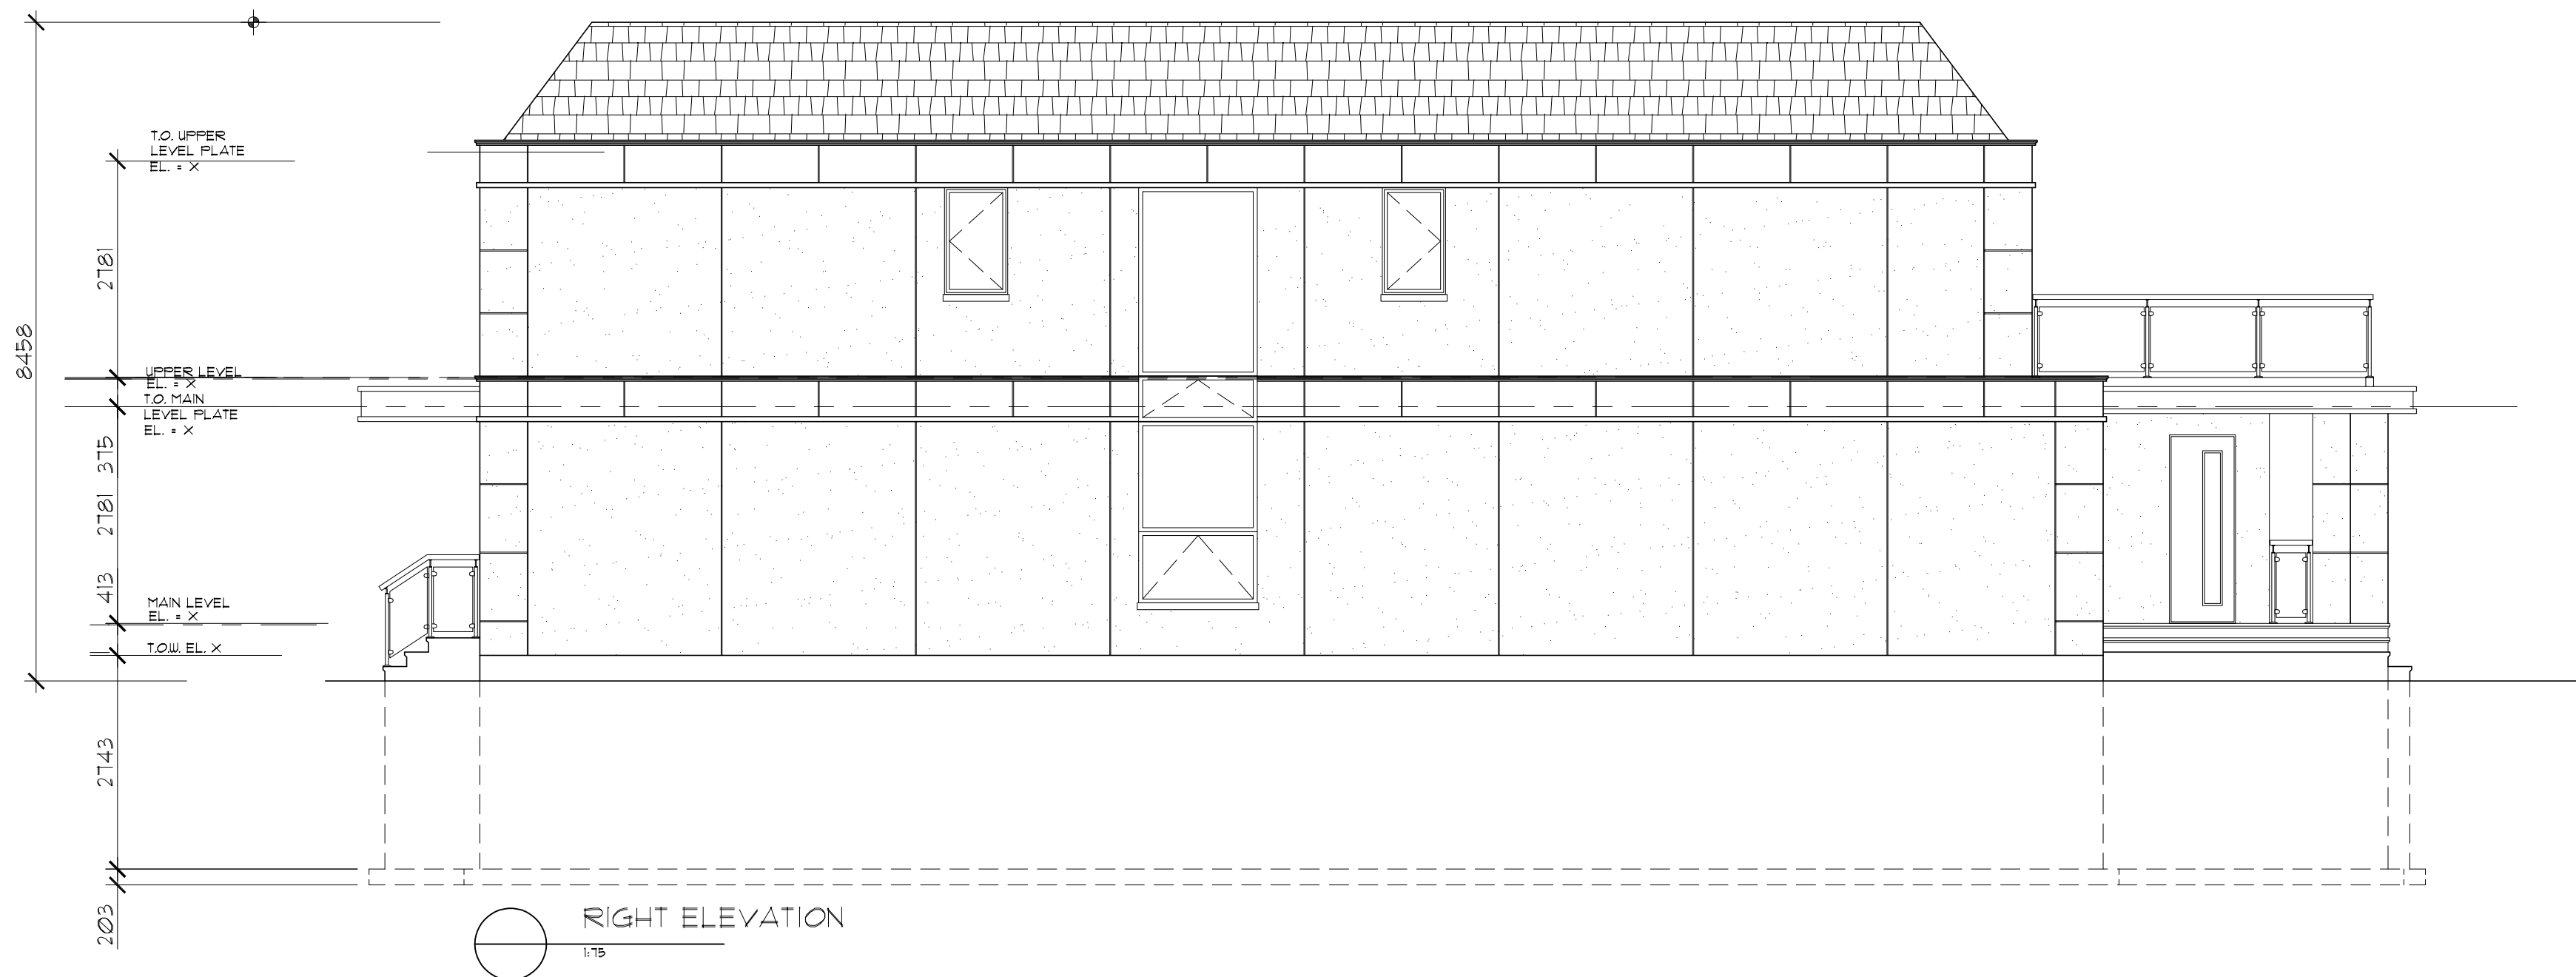 T.O. UPPER
LEVEL PLATE
EL. = X
2781
8458
UPPER LEVEL
EL. = X
T.O. MAIN
LEVEL PLATE
EL. = X
375
2781
413
MAIN LEVEL
EL. = X
T.O.W. EL. X
2743
203
RIGHT ELEVATION
1:75